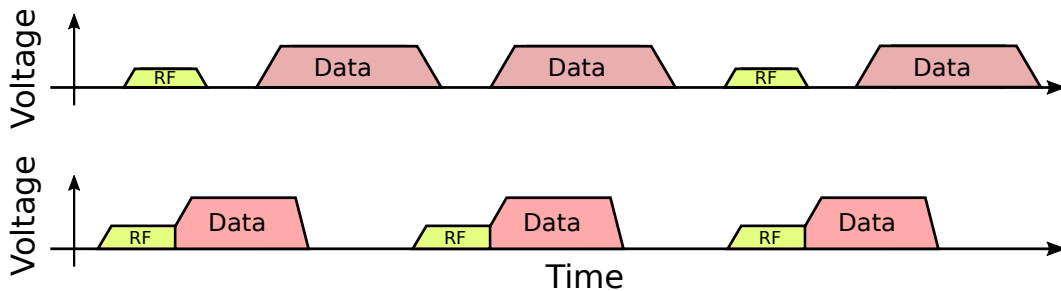 Voltage
RF Data Data RF Data
Voltage
RF Data RF Data RF Data
Time